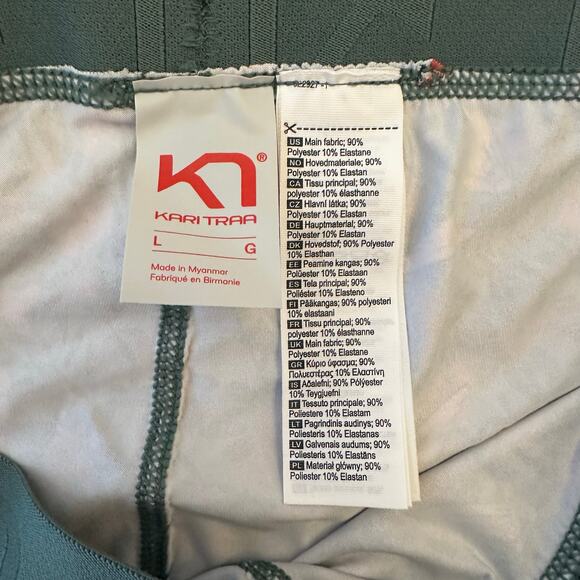 KARI TRAA
®
L
G
Made in Myanmar
Fabriqué en Birmanie
US Main fabric; 90%
Polyester 10% Elastane
NO Hovedmateriale; 90%
Polyester 10% Elastan
CA Tissu principal; 90%
polyester 10% élasthanne
CZ Hlavní látka; 90%
Polyester 10% Elastan
DE Hauptmaterial; 90%
Polyester 10% Elastan
DK Hovedstof; 90% Polyester
10% Elasthan
EE Peamine kangas; 90%
Polüester 10% Elastaan
ES Tela principal; 90%
Poliéster 10% Elasteno
FI Pääkangas; 90% polyesteri
10% elastaani
FR Tissu principal; 90%
polyester 10% élasthanne
UK Main fabric; 90%
Polyester 10% Elastane
GR Κύριο ύφασμα; 90%
Πολυεστέρας 10% Ελαστίνη
IS Aðalefni; 90% Pólýester
10% Teygjuefni
IT Tessuto principale; 90%
Poliestere 10% Elastam
LT Pagrindinis audinys; 90%
Poliesteris 10% Elastanas
LV Galvenais audums; 90%
Poliesteris 10% Elastāns
PL Materiał główny; 90%
Poliester 10% Elastan